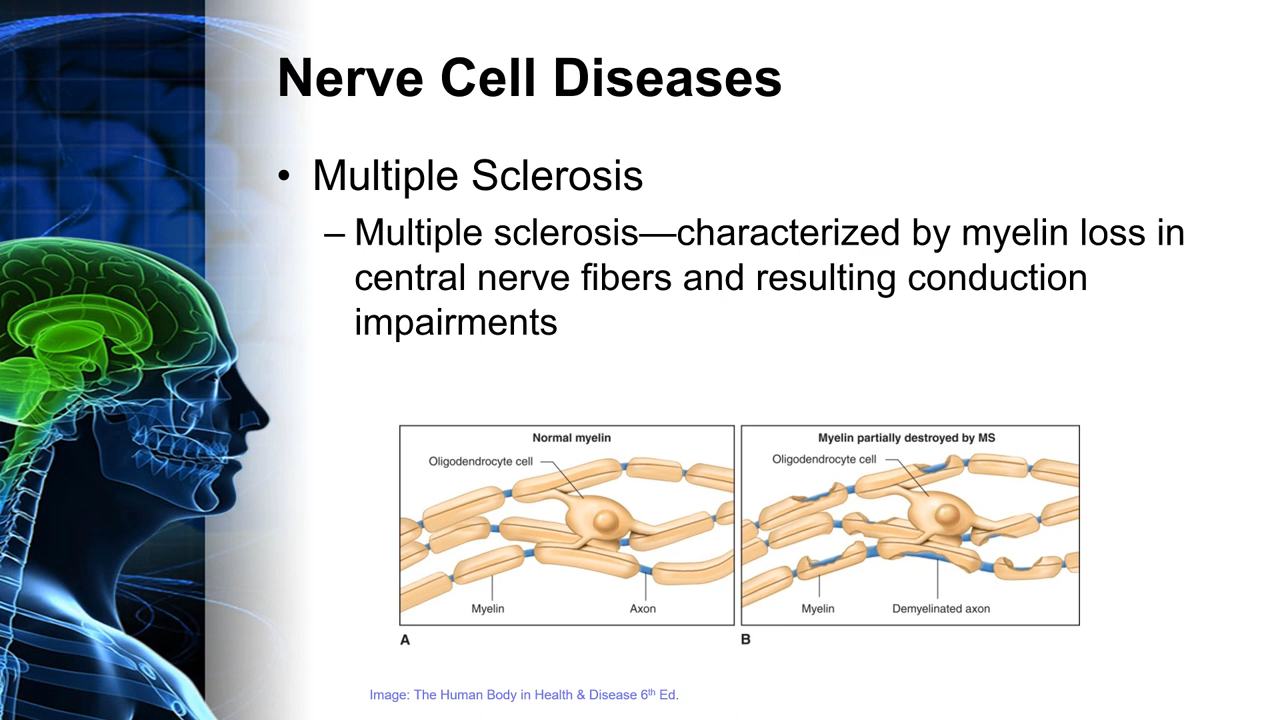 Nerve Cell Diseases
• Multiple Sclerosis
– Multiple sclerosis—characterized by myelin loss in
central nerve fibers and resulting conduction
impairments
Normal myelin
Oligodendrocyte cell
Myelin
Axon
A
Myelin partially destroyed by MS
Oligodendrocyte cell
Myelin
Demyelinated axon
B
Image: The Human Body in Health & Disease 6th Ed.